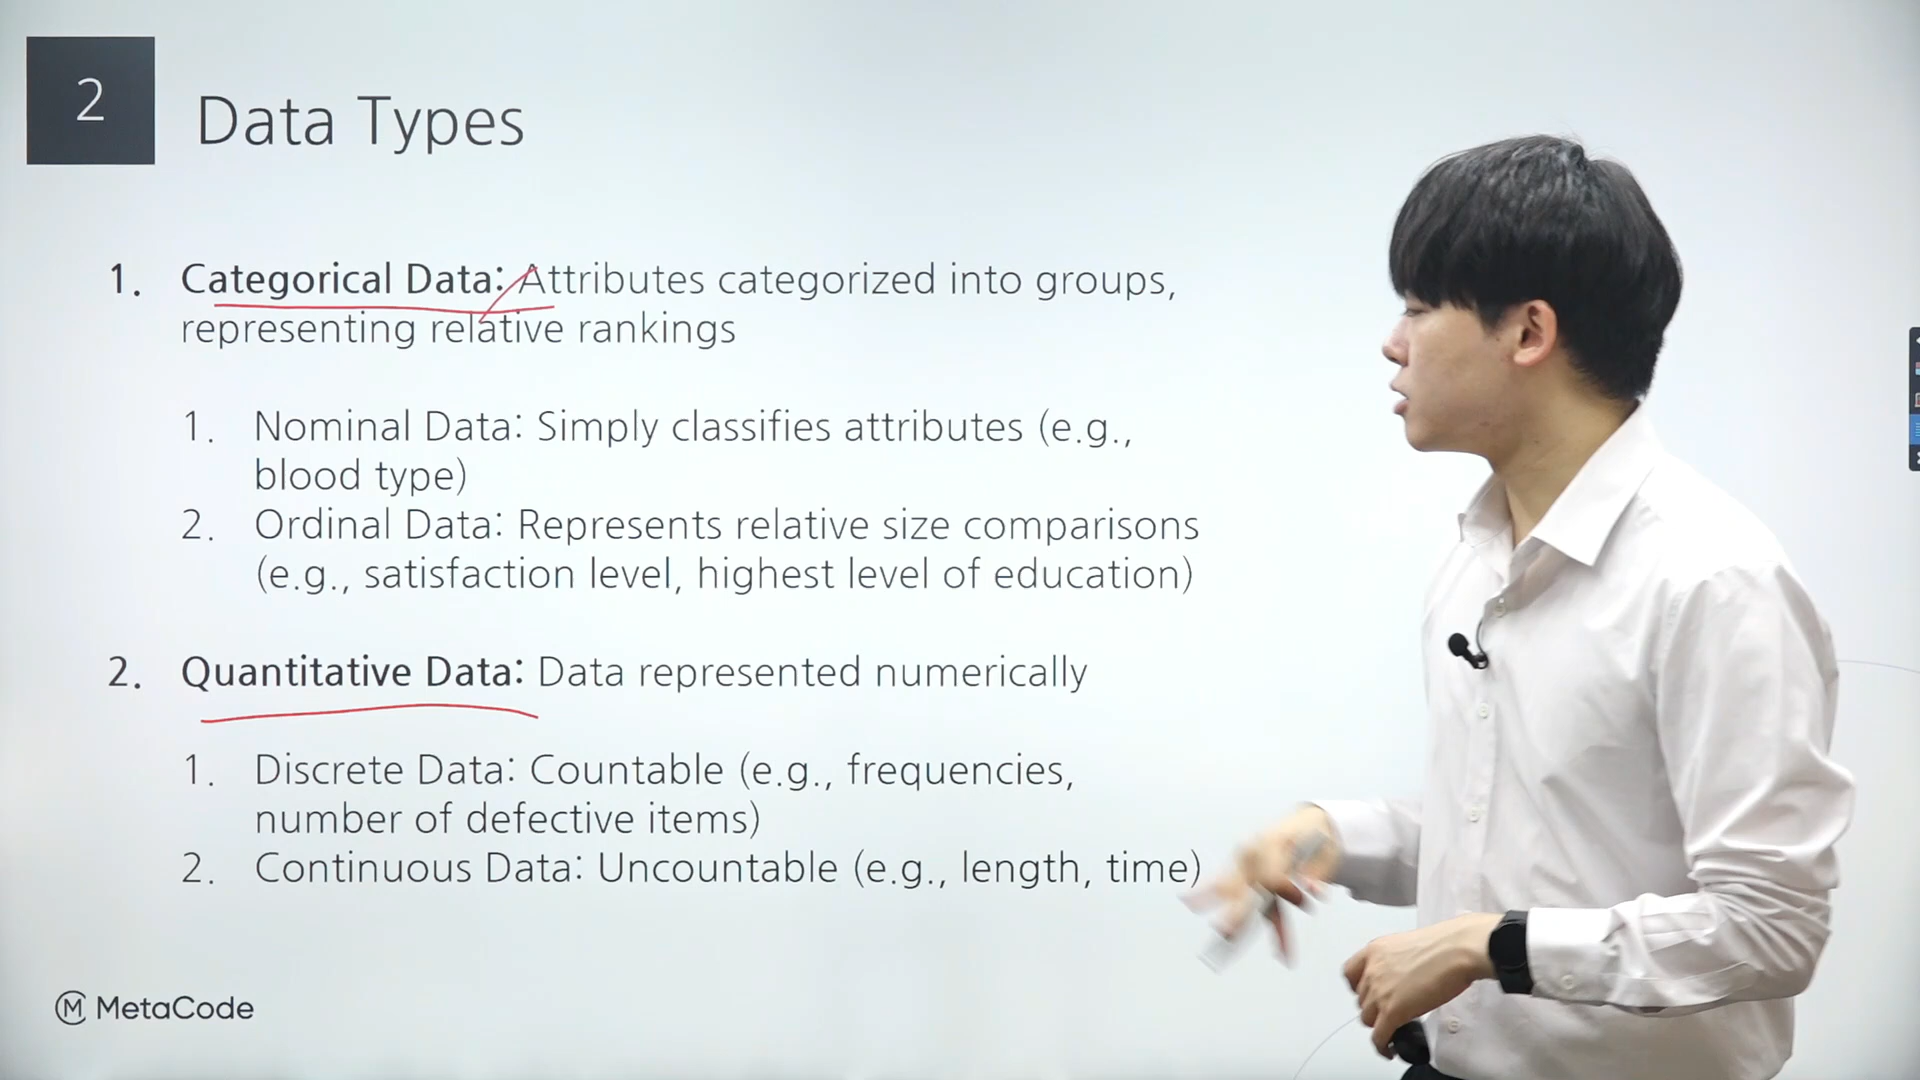 2
Data Types
1. Categorical Data: Attributes categorized into groups,
representing relative rankings
1. Nominal Data: Simply classifies attributes (e.g.,
blood type)
2. Ordinal Data: Represents relative size comparisons
(e.g., satisfaction level, highest level of education)
2. Quantitative Data: Data represented numerically
1. Discrete Data: Countable (e.g., frequencies,
number of defective items)
2. Continuous Data: Uncountable (e.g., length, time)
M MetaCode